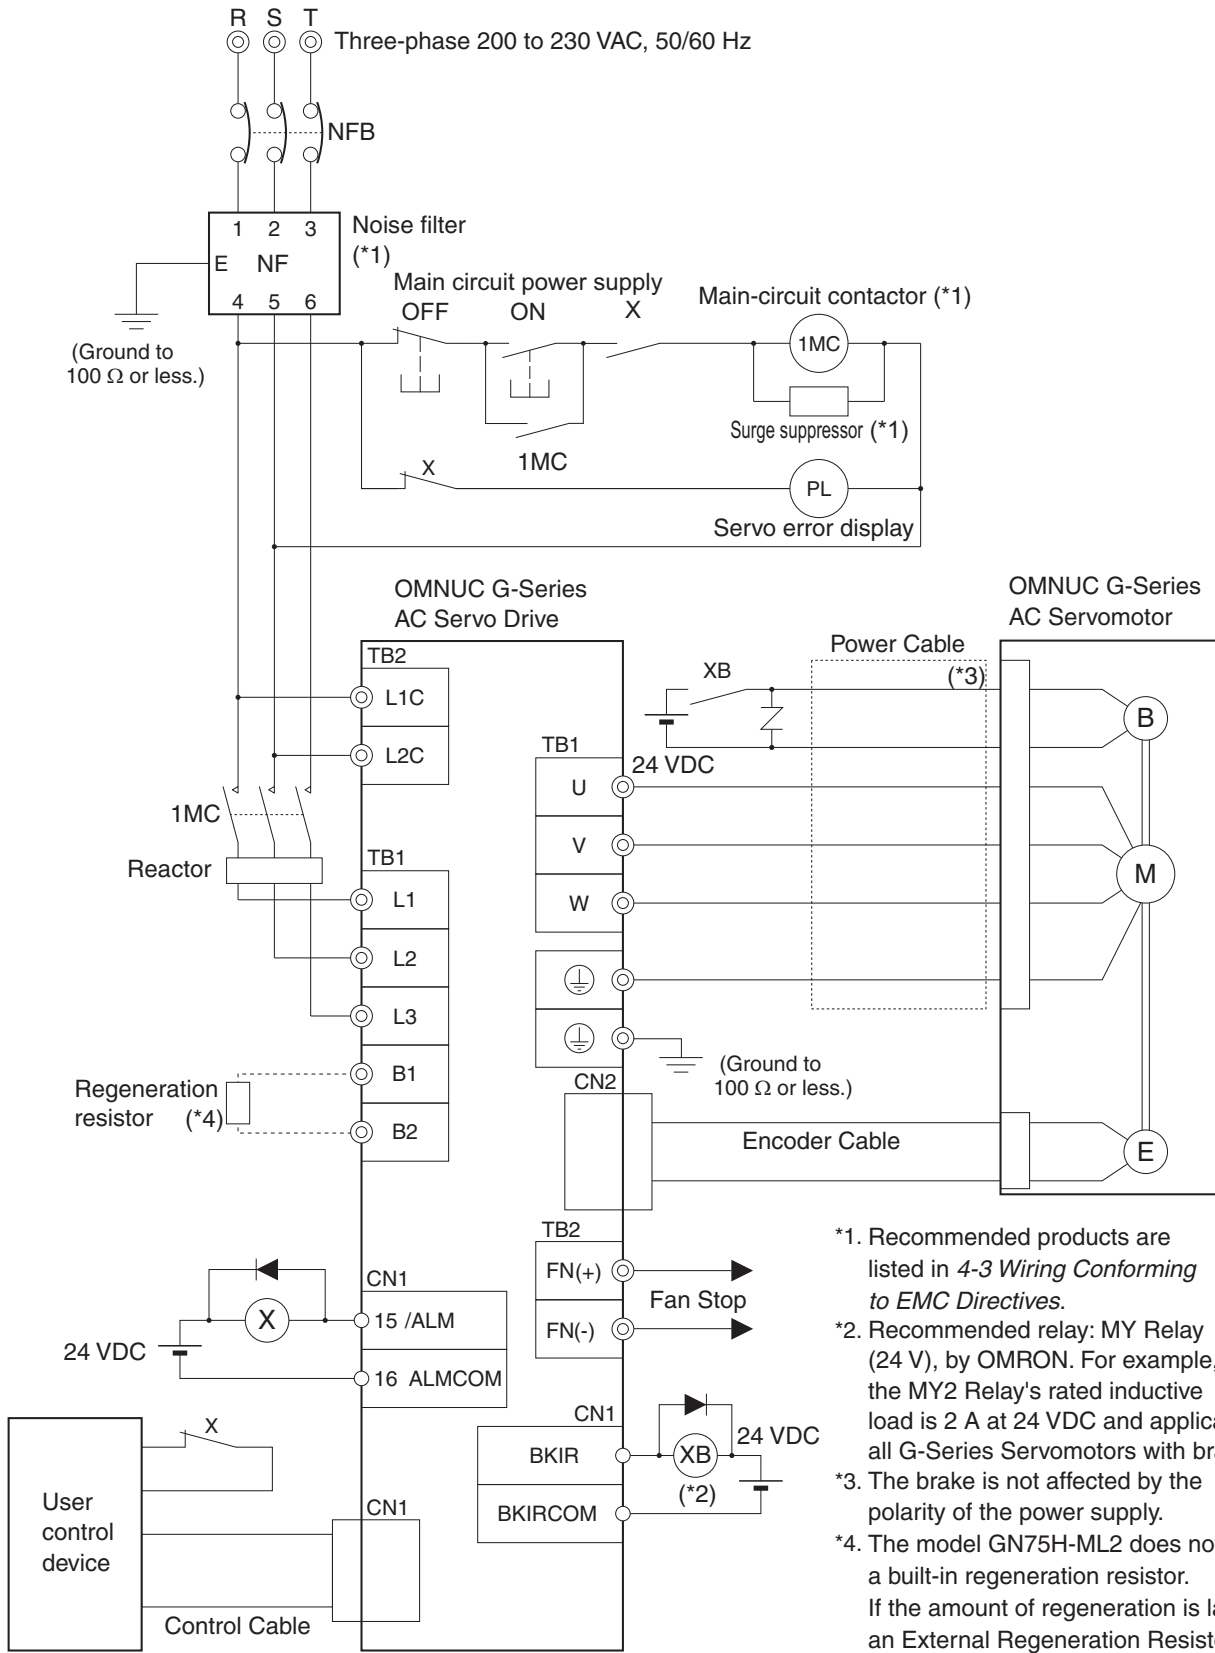 R S T
Three-phase 200 to 230 VAC, 50/60 Hz
NFB
1 2 3
Noise filter
(*1)
E NF
4 5 6
(Ground to
100 Ω or less.)
Main circuit power supply
OFF ON X
Main-circuit contactor (*1)
1MC
Surge suppressor (*1)
1MC
X
PL
Servo error display
OMNUC G-Series
AC Servo Drive
OMNUC G-Series
AC Servomotor
TB2
L1C
L2C
XB
Power Cable
(*3)
B
24 VDC
TB1
U
V
W
M
1MC
Reactor
TB1
L1
L2
L3
B1
B2
Regeneration
resistor (*4)
(Ground to
100 Ω or less.)
CN2
Encoder Cable
E
TB2
FN(+)
FN(-)
Fan Stop
CN1
X
15 /ALM
24 VDC
16 ALMCOM
CN1
BKIR
XB
24 VDC
(*2)
BKIRCOM
X
User
control
device
CN1
Control Cable
*1. Recommended products are
listed in 4-3 Wiring Conforming
to EMC Directives.
*2. Recommended relay: MY Relay
(24 V), by OMRON. For example,
the MY2 Relay's rated inductive
load is 2 A at 24 VDC and
all G-Series Servomotors with
*3. The brake is not affected by the
polarity of the power supply.
*4. The model GN75H-ML2 does
a built-in regeneration resistor.
If the amount of regeneration is
an External Regeneration